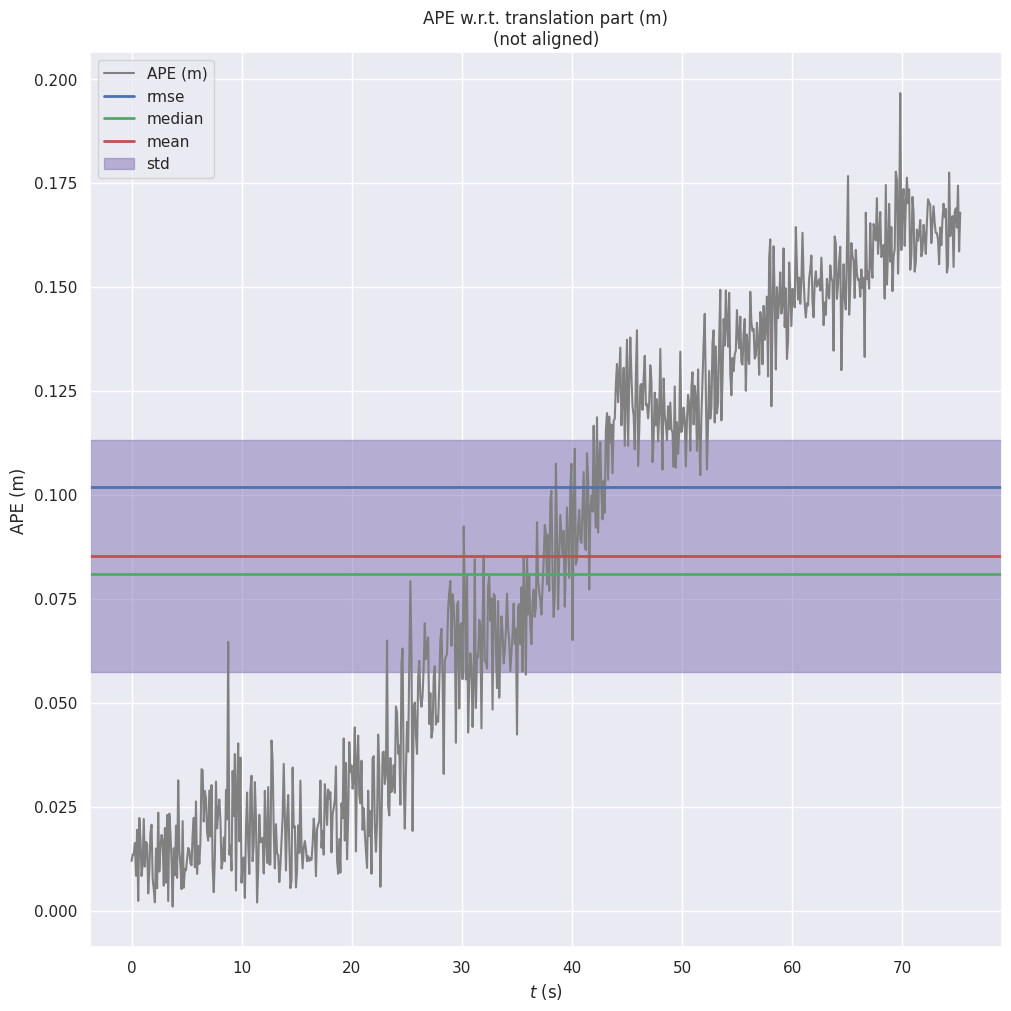 APE w.r.t. translation part (m)
(not aligned)
APE (m)
rmse
median
mean
std
0.200
0.175
0.150
0.125
0.100
0.075
0.050
0.025
0.000
APE (m)
0 10 20 30 40 50 60 70
t (s)